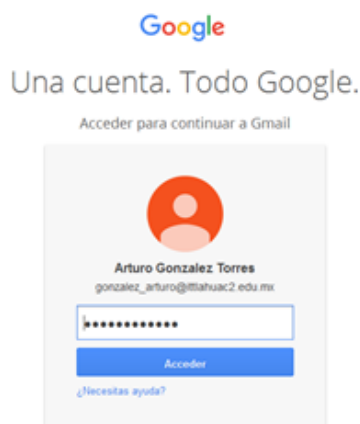 Google
Una cuenta. Todo Google.
Acceder para continuar a Gmail
Arturo Gonzalez Torres
gonzalez_arturo@ittlahuac2.edu.mx
••••••••••••
Acceder
¿Necesitas ayuda?